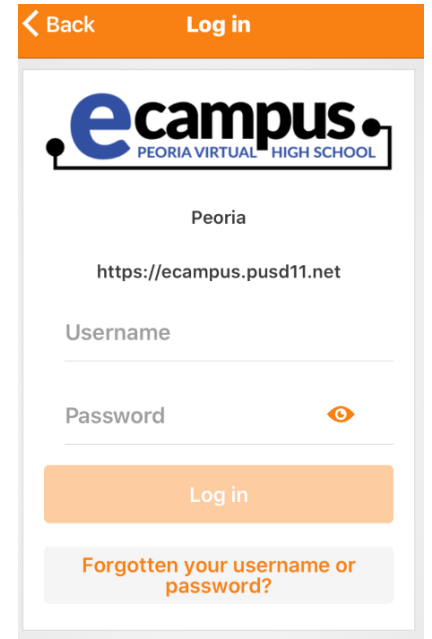 Back Log in
ecampus
PEORIA VIRTUAL HIGH SCHOOL
Peoria
https://ecampus.pusd11.net
Username
Password
Log in
Forgotten your username or
password?